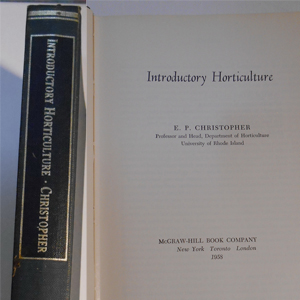 INTRODUCTORY HORTICULTURE · CHRISTOPHER
Introductory Horticulture
E. P. CHRISTOPHER
Professor and Head, Department of Horticulture
University of Rhode Island
McGRAW-HILL BOOK COMPANY
New York Toronto London
1958